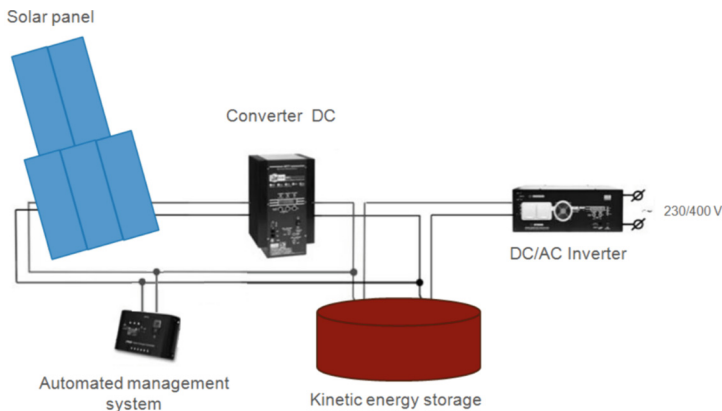 Solar panel
Converter DC
~ 230/400 V
DC/AC Inverter
Automated management
system
Kinetic energy storage